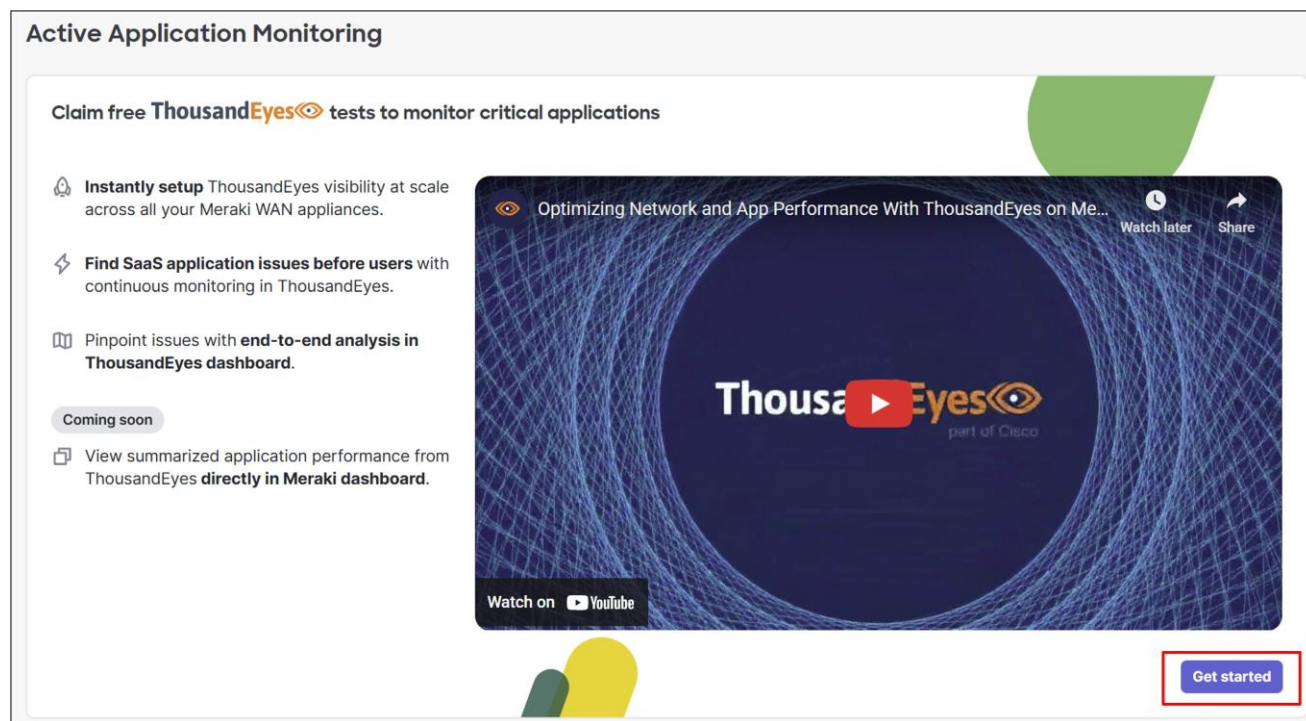 Active Application Monitoring
Claim free ThousandEyes tests to monitor critical applications
Instantly setup ThousandEyes visibility at scale
across all your Meraki WAN appliances.
Find SaaS application issues before users with
continuous monitoring in ThousandEyes.
Pinpoint issues with end-to-end analysis in
ThousandEyes dashboard.
Coming soon
View summarized application performance from
ThousandEyes directly in Meraki dashboard.
Optimizing Network and App Performance With ThousandEyes on Me...
Watch later
Share
Thousa Eyes
part of Cisco
Watch on YouTube
Get started